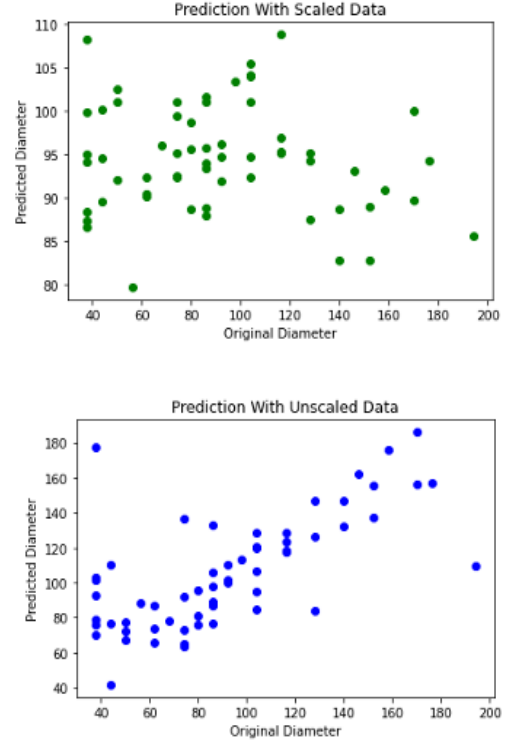 Prediction With Scaled Data
110
105
100
95
90
85
80
Predicted Diameter
40 60 80 100 120 140 160 180 200
Original Diameter
Prediction With Unscaled Data
180
160
140
120
100
80
60
40
Predicted Diameter
40 60 80 100 120 140 160 180 200
Original Diameter